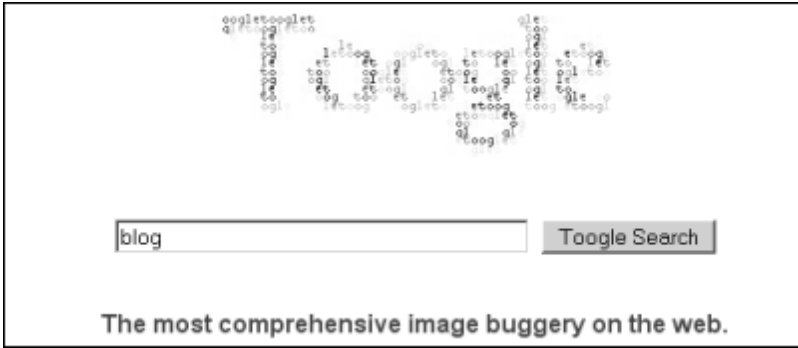 Toogle
blog
Toogle Search
The most comprehensive image buggery on the web.